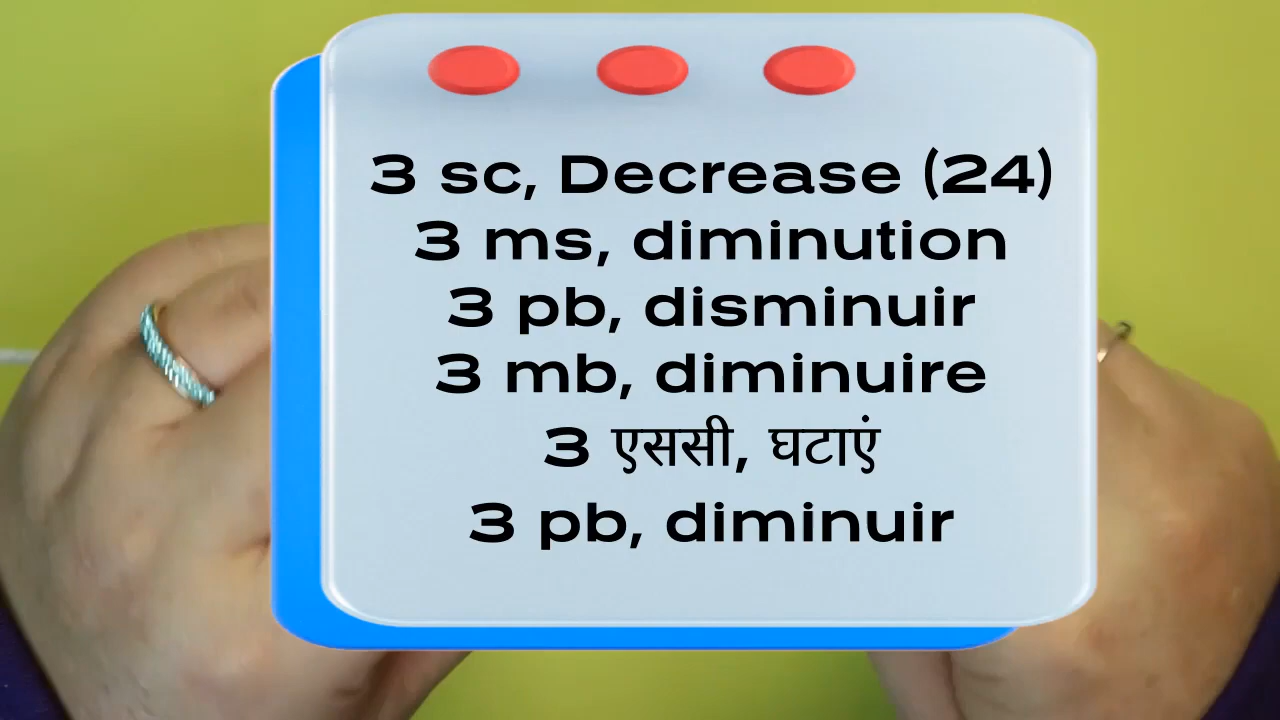 3 sc, Decrease (24)
3 ms, diminution
3 pb, disminuir
3 mb, diminuire
3 एससी, घटाएं
3 pb, diminuir